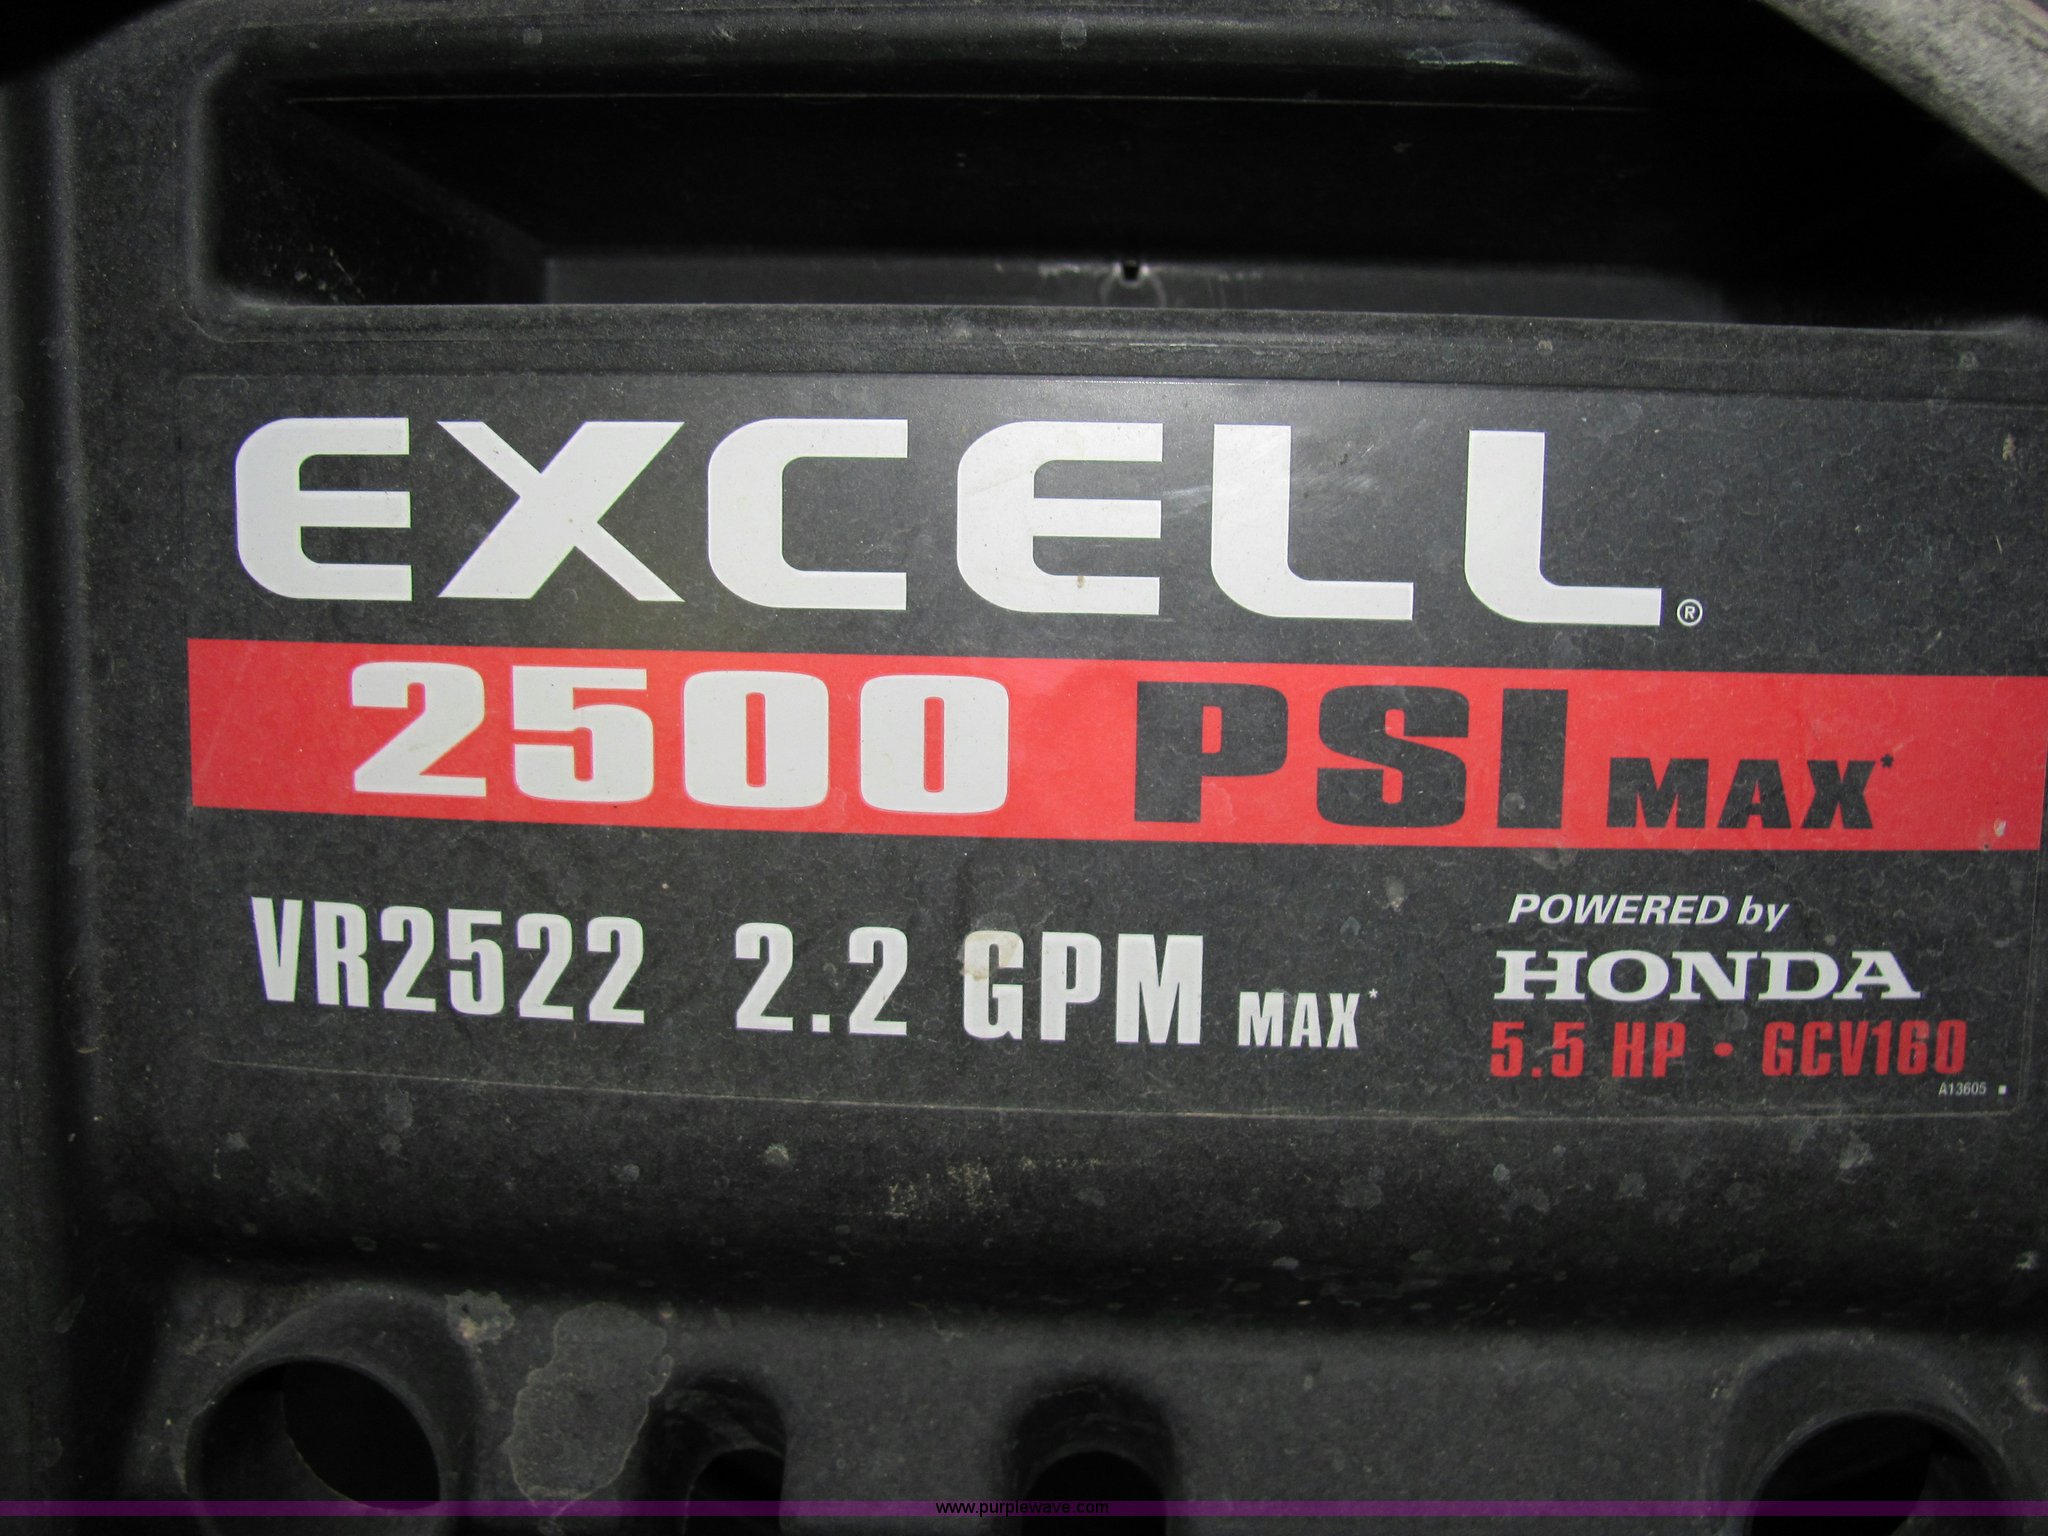 EXCELL®
2500 PSI MAX*
VR2522 2.2 GPM MAX*
POWERED by
HONDA
5.5 HP • GCV160
A13605
www.purplewave.com